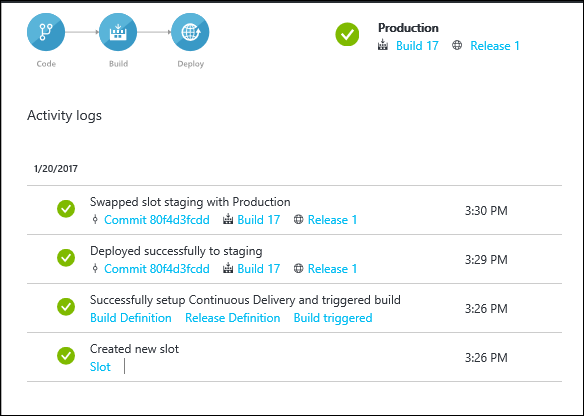 Code Build Deploy
Production
Build 17 Release 1
Activity logs
1/20/2017
Swapped slot staging with Production
3:30 PM
Commit 80f4d3fcdd Build 17 Release 1
Deployed successfully to staging
3:29 PM
Commit 80f4d3fcdd Build 17 Release 1
Successfully setup Continuous Delivery and triggered build
3:26 PM
Build Definition Release Definition Build triggered
Created new slot
3:26 PM
Slot